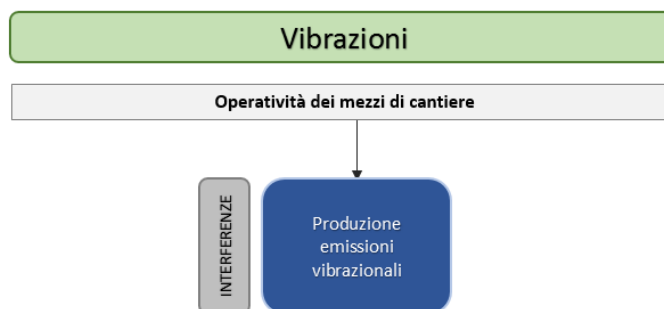 Vibrazioni
Operatività dei mezzi di cantiere
INTERFERENZE
Produzione
emissioni
vibrazionali